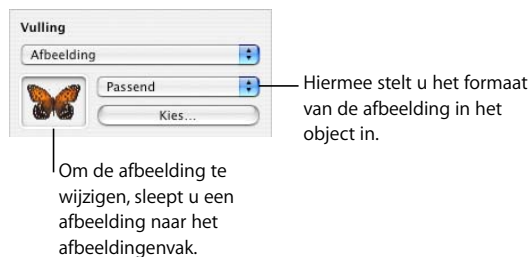 Vulling
Afbeelding
Passend
Kies...
Hiermee stelt u het formaat
van de afbeelding in het
object in.
Om de afbeelding te
wijzigen, sleept u een
afbeelding naar het
afbeeldingenvak.